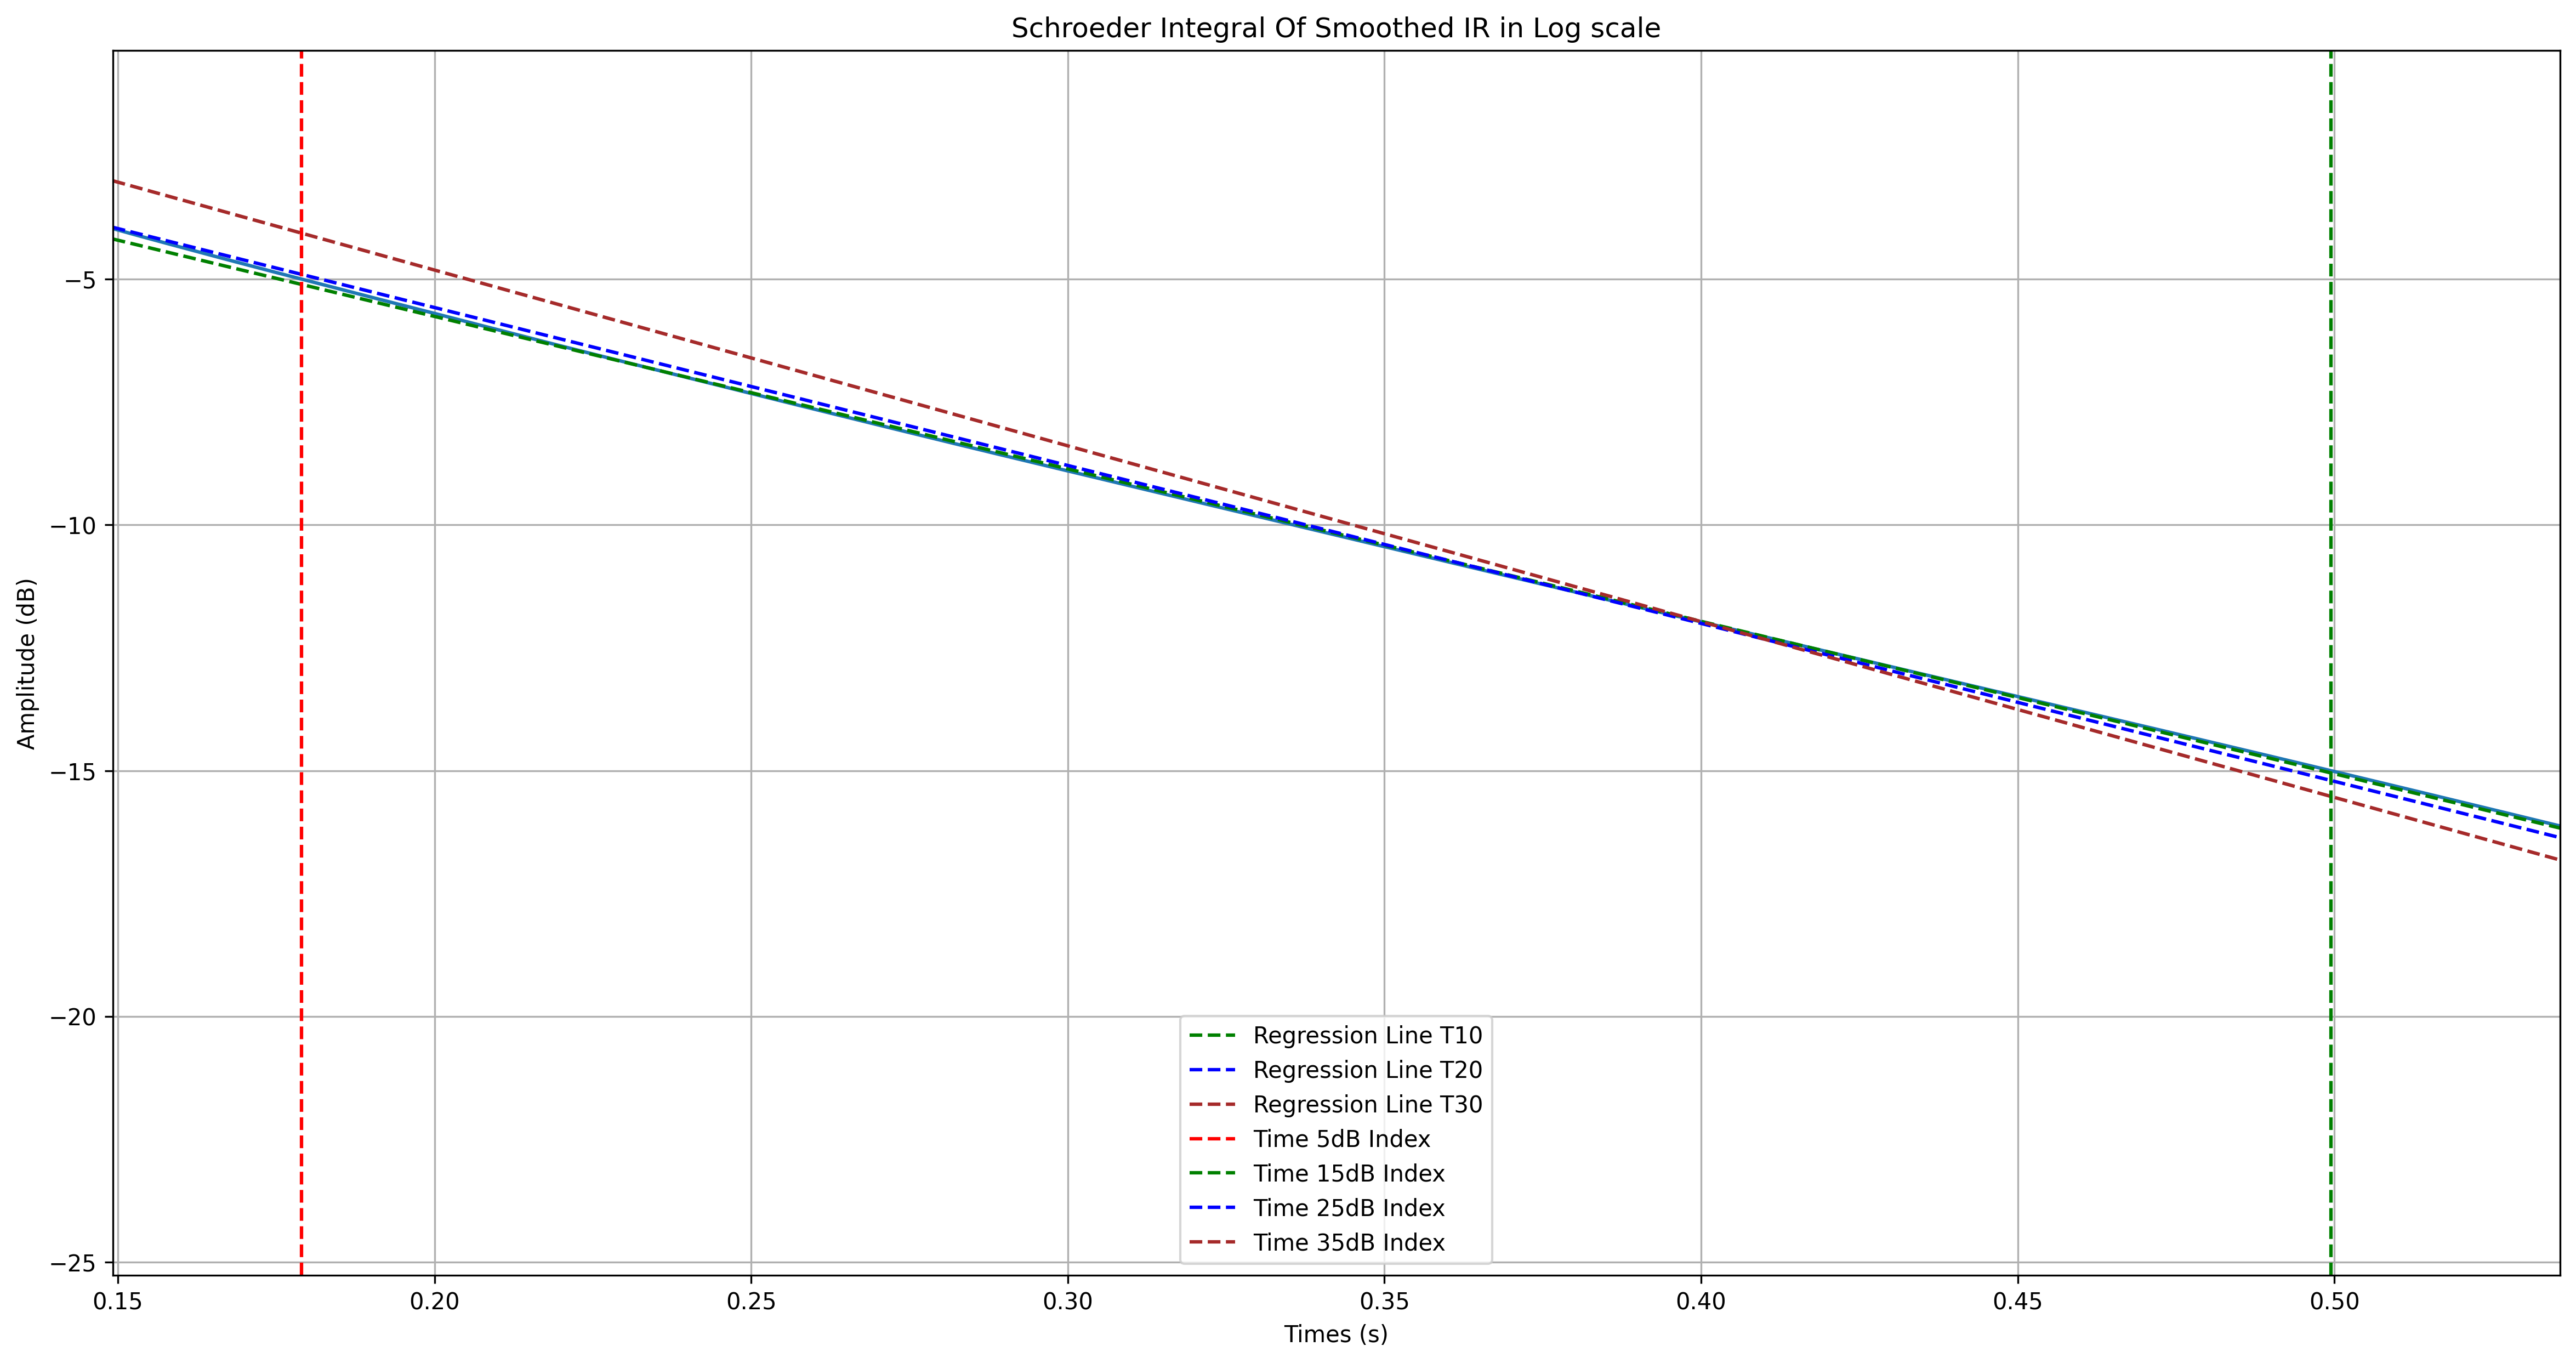 Schroeder Integral Of Smoothed IR in Log scale
Amplitude (dB)
−5
−10
−15
−20
−25
Regression Line T10
Regression Line T20
Regression Line T30
Time 5dB Index
Time 15dB Index
Time 25dB Index
Time 35dB Index
0.15 0.20 0.25 0.30 0.35 0.40 0.45 0.50
Times (s)